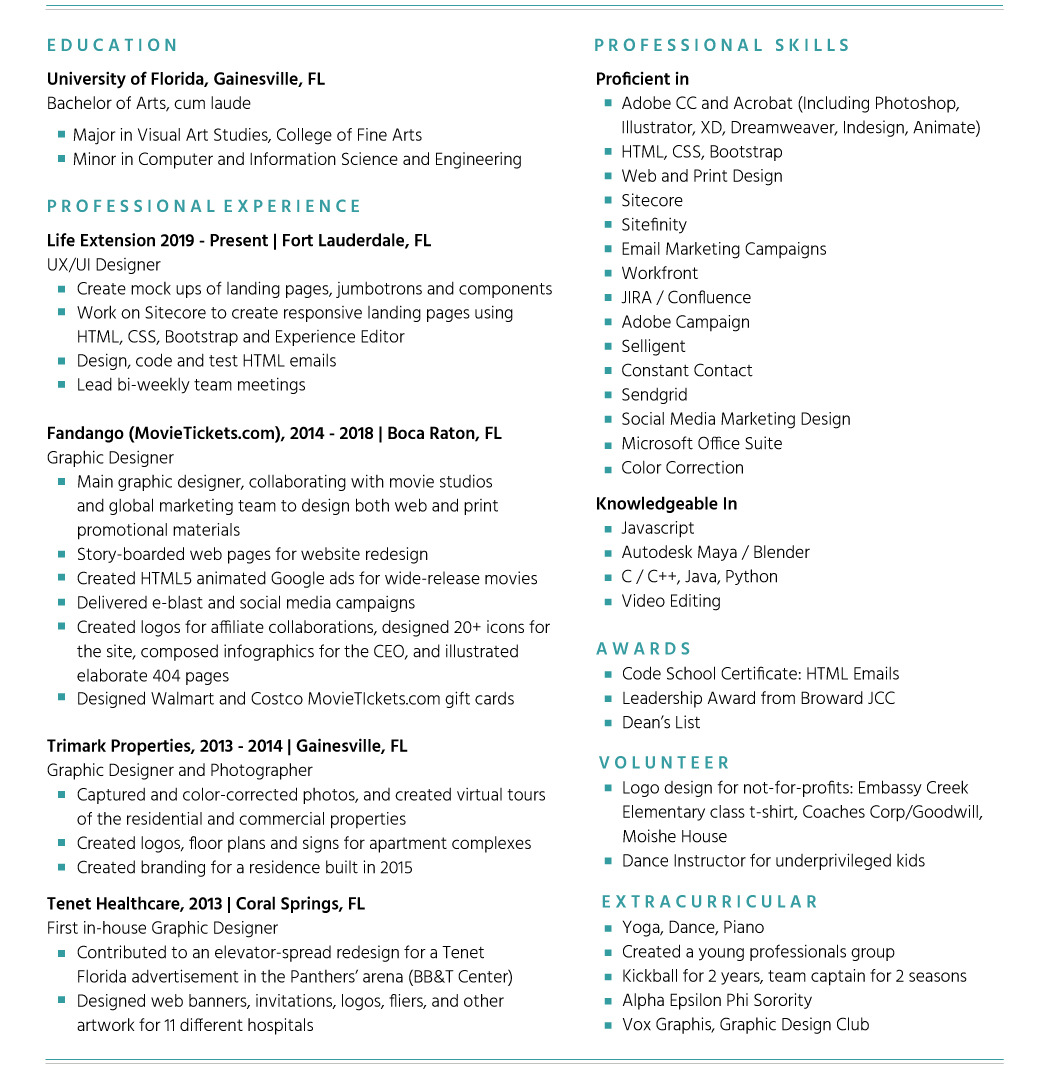 EDUCATION
University of Florida, Gainesville, FL
Bachelor of Arts, cum laude
Major in Visual Art Studies, College of Fine Arts
Minor in Computer and Information Science and Engineering
PROFESSIONAL EXPERIENCE
Life Extension 2019 - Present | Fort Lauderdale, FL
UX/UI Designer
Create mock ups of landing pages, jumbotrons and components
Work on Sitecore to create responsive landing pages using
HTML, CSS, Bootstrap and Experience Editor
Design, code and test HTML emails
Lead bi-weekly team meetings
Fandango (MovieTickets.com), 2014 - 2018 | Boca Raton, FL
Graphic Designer
Main graphic designer, collaborating with movie studios
and global marketing team to design both web and print
promotional materials
Story-boarded web pages for website redesign
Created HTML5 animated Google ads for wide-release movies
Delivered e-blast and social media campaigns
Created logos for affiliate collaborations, designed 20+ icons for
the site, composed infographics for the CEO, and illustrated
elaborate 404 pages
Designed Walmart and Costco MovieTIckets.com gift cards
Trimark Properties, 2013 - 2014 | Gainesville, FL
Graphic Designer and Photographer
Captured and color-corrected photos, and created virtual tours
of the residential and commercial properties
Created logos, floor plans and signs for apartment complexes
Created branding for a residence built in 2015
Tenet Healthcare, 2013 | Coral Springs, FL
First in-house Graphic Designer
Contributed to an elevator-spread redesign for a Tenet
Florida advertisement in the Panthers’ arena (BB&T Center)
Designed web banners, invitations, logos, fliers, and other
artwork for 11 different hospitals
PROFESSIONAL SKILLS
Proficient in
Adobe CC and Acrobat (Including Photoshop,
Illustrator, XD, Dreamweaver, Indesign, Animate)
HTML, CSS, Bootstrap
Web and Print Design
Sitecore
Sitefinity
Email Marketing Campaigns
Workfront
JIRA / Confluence
Adobe Campaign
Selligent
Constant Contact
Sendgrid
Social Media Marketing Design
Microsoft Office Suite
Color Correction
Knowledgeable In
Javascript
Autodesk Maya / Blender
C / C++, Java, Python
Video Editing
AWARDS
Code School Certificate: HTML Emails
Leadership Award from Broward JCC
Dean’s List
VOLUNTEER
Logo design for not-for-profits: Embassy Creek
Elementary class t-shirt, Coaches Corp/Goodwill,
Moishe House
Dance Instructor for underprivileged kids
EXTRACURRICULAR
Yoga, Dance, Piano
Created a young professionals group
Kickball for 2 years, team captain for 2 seasons
Alpha Epsilon Phi Sorority
Vox Graphis, Graphic Design Club